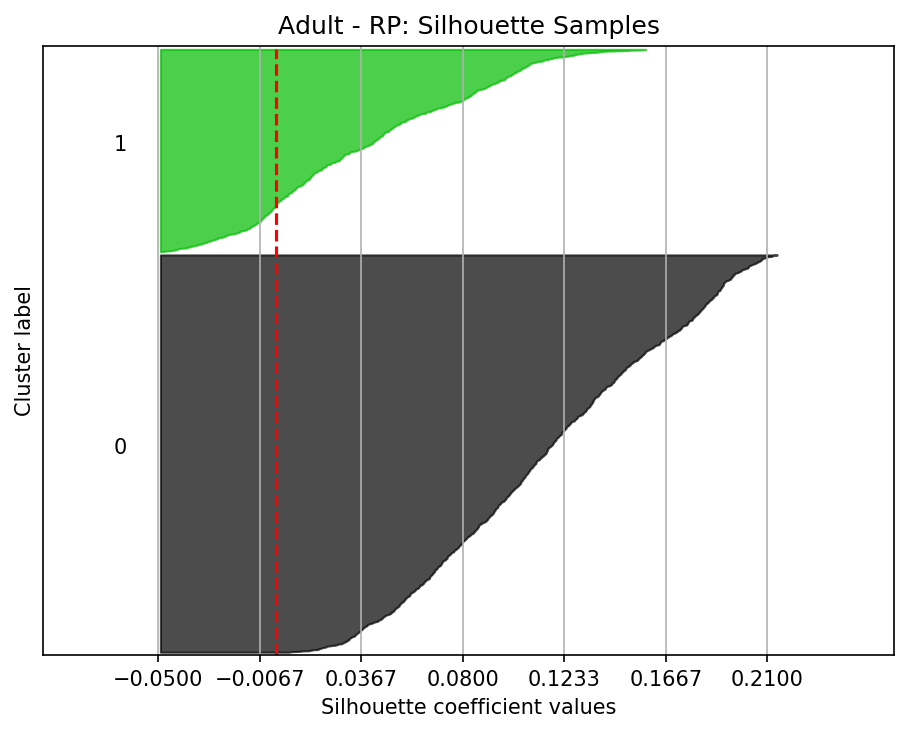 Adult - RP: Silhouette Samples
1
Cluster label
0
−0.0500 −0.0067 0.0367 0.0800 0.1233 0.1667 0.2100
Silhouette coefficient values